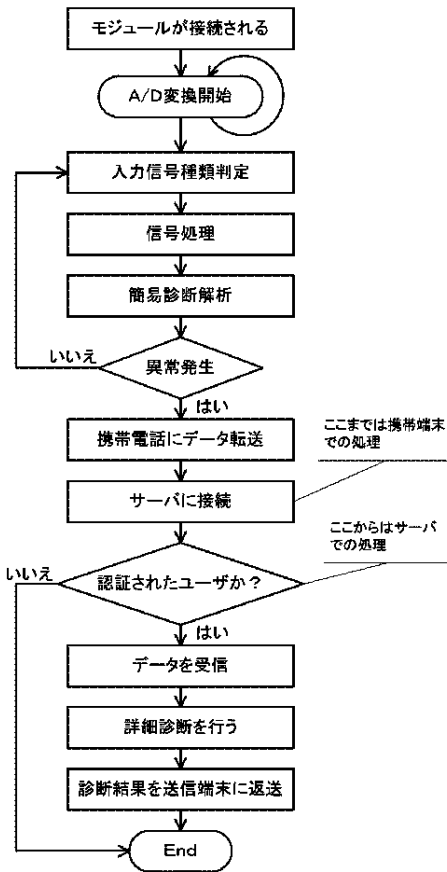 モジュールが接続される
A/D変換開始
入力信号種類判定
信号処理
簡易診断解析
いいえ
異常発生
はい
携帯電話にデータ転送
ここまでは携帯端末
での処理
サーバに接続
ここからはサーバ
での処理
いいえ
認証されたユーザか？
はい
データを受信
詳細診断を行う
診断結果を送信端末に返送
End